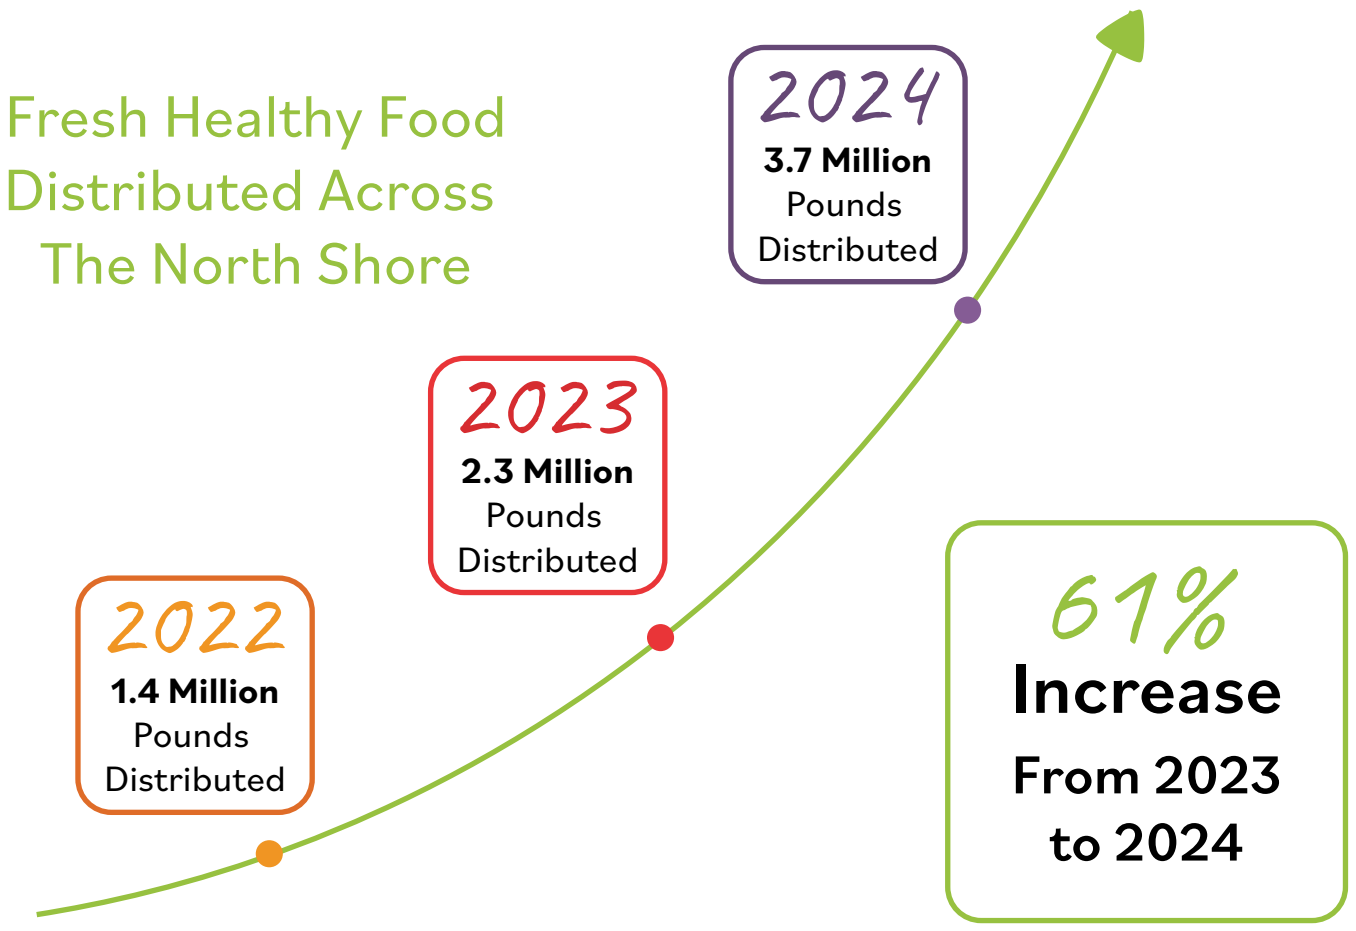 Fresh Healthy Food
Distributed Across
The North Shore
2024
3.7 Million
Pounds
Distributed
2023
2.3 Million
Pounds
Distributed
2022
1.4 Million
Pounds
Distributed
61%
Increase
From 2023
to 2024